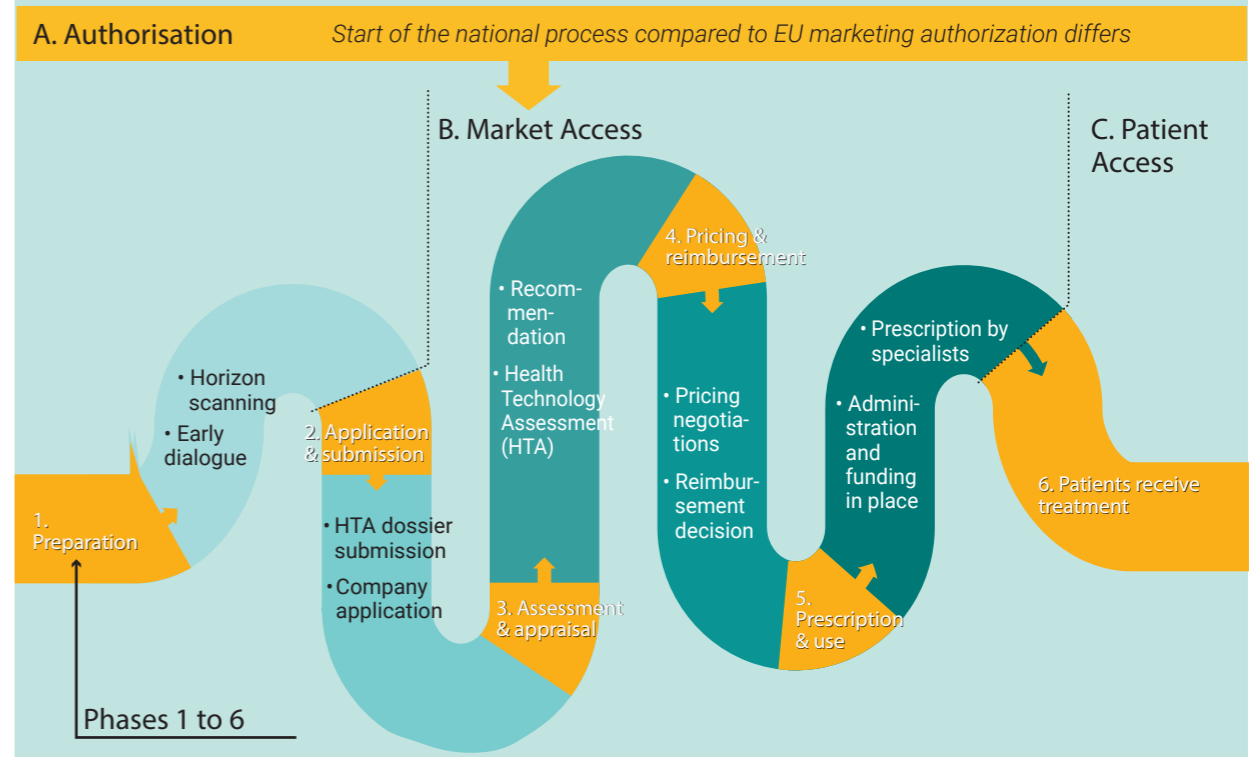 A. Authorisation
Start of the national process compared to EU marketing authorization differs
B. Market Access
C. Patient
Access
1.
Preparation
• Horizon
scanning
• Early
dialogue
2. Application
& submission
• HTA dossier
submission
• Company
application
3. Assessment
& appraisal
• Recom-
men-
dation
• Health
Technology
Assessment
(HTA)
4. Pricing &
reimbursement
• Pricing
negotia-
tions
• Reimbur-
sement
decision
5.
Prescription
& use
• Prescription by
specialists
• Admini-
stration
and
funding
in place
6. Patients receive
treatment
Phases 1 to 6